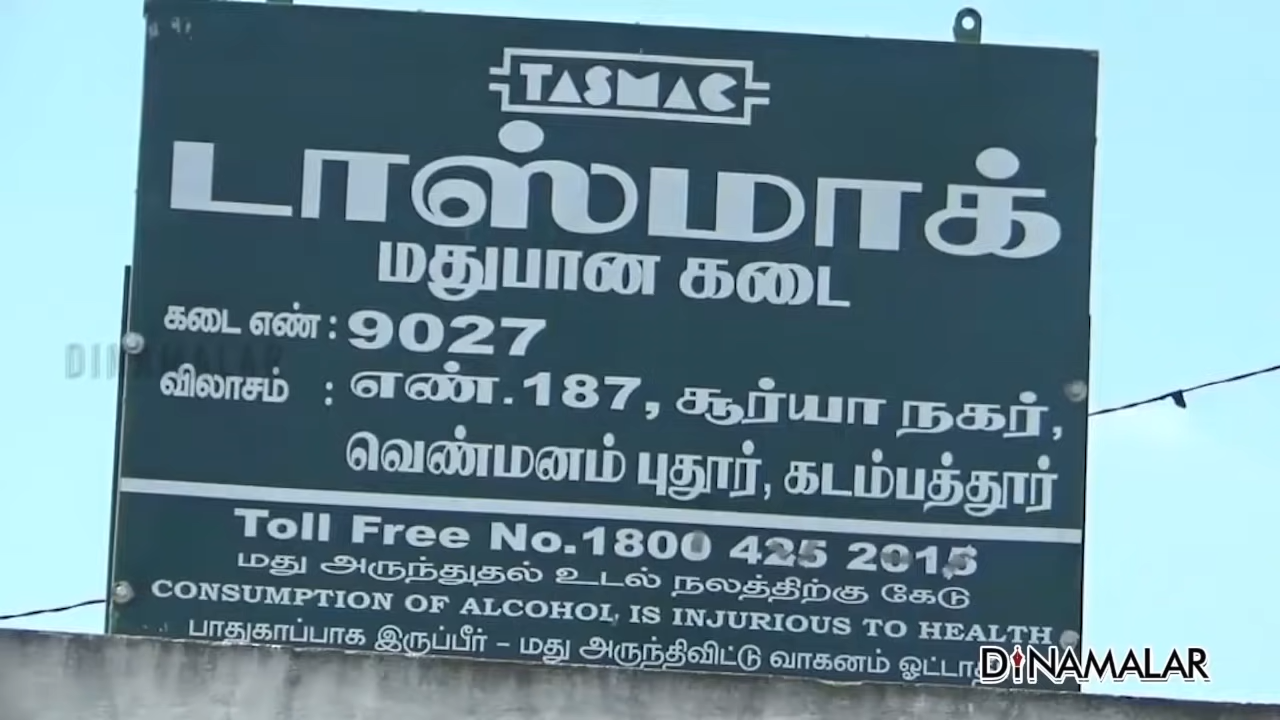 TASMAC
டாஸ்மாக்
மதுபான கடை
கடை எண் : 9027
விலாசம் : எண்.187, சூர்யா நகர்,
வெண்மனம் புதூர், கடம்பத்தூர்
Toll Free No.1800 425 2015
மது அருந்துதல் உடல் நலத்திற்கு கேடு
CONSUMPTION OF ALCOHOL IS INJURIOUS TO HEALTH
பாதுகாப்பாக இருப்பீர் – மது அருந்திவிட்டு வாகனம்
DINAMALAR
DINAMALAR